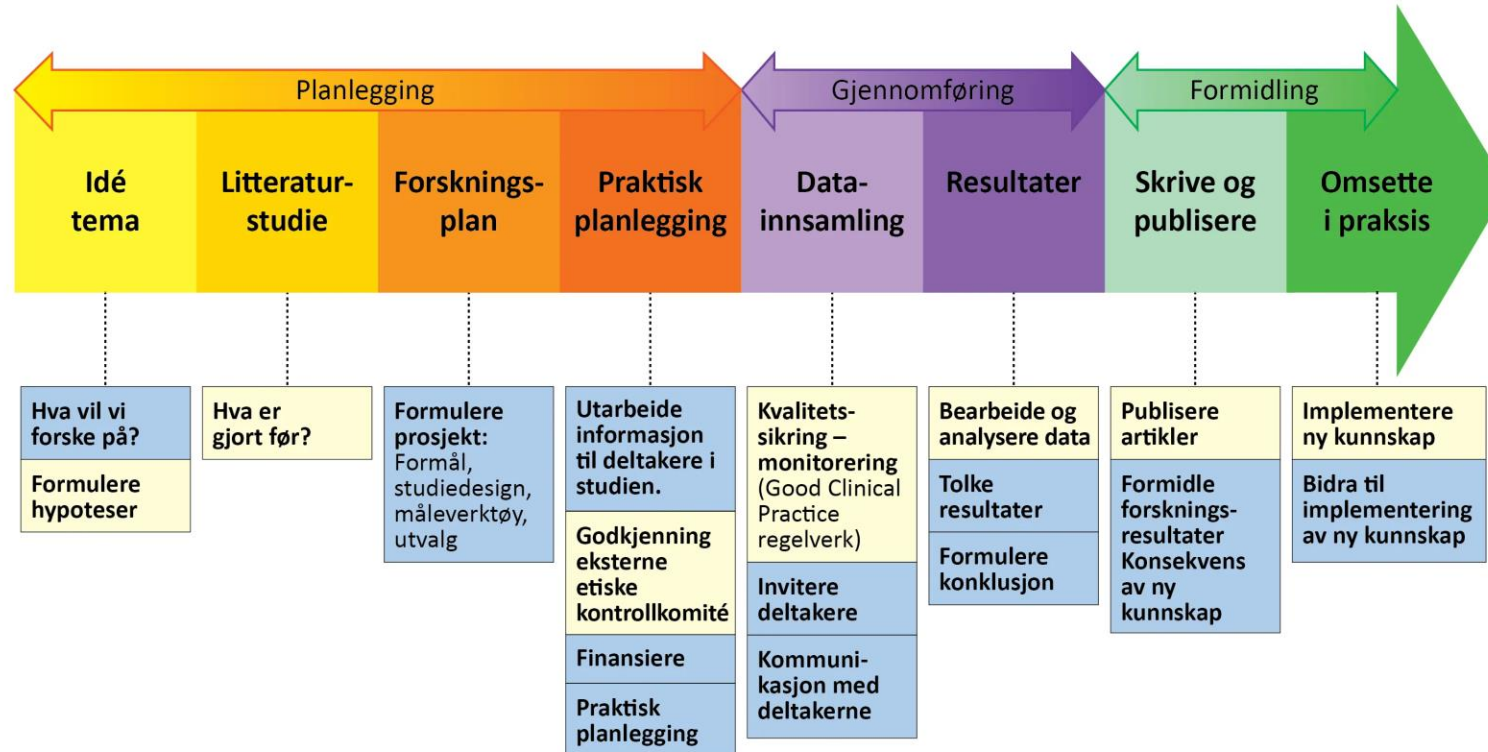 Planlegging
Gjennomføring
Formidling
Idé
tema
Litteratur-
studie
Forsknings-
plan
Praktisk
planlegging
Data-
innsamling
Resultater
Skrive og
publisere
Omsette
i praksis
Hva vil vi
forske på?
Formulere
hypoteser
Hva er
gjort før?
Formulere
prosjekt:
Formål,
studiedesign,
måleverktøy,
utvalg
Utarbeide
informasjon
til deltakere i
studien.
Godkjenning
eksterne
etiske
kontrollkomité
Finansiere
Praktisk
planlegging
Kvalitets-
sikring –
monitorering
(Good Clinical
Practice
regelverk)
Invitere
deltakere
Kommuni-
kasjon med
deltakerne
Bearbeide og
analysere data
Tolke
resultater
Formulere
konklusjon
Publisere
artikler
Formidle
forsknings-
resultater
Konsekvens
av ny
kunnskap
Implementere
ny kunnskap
Bidra til
implementering
av ny kunnskap